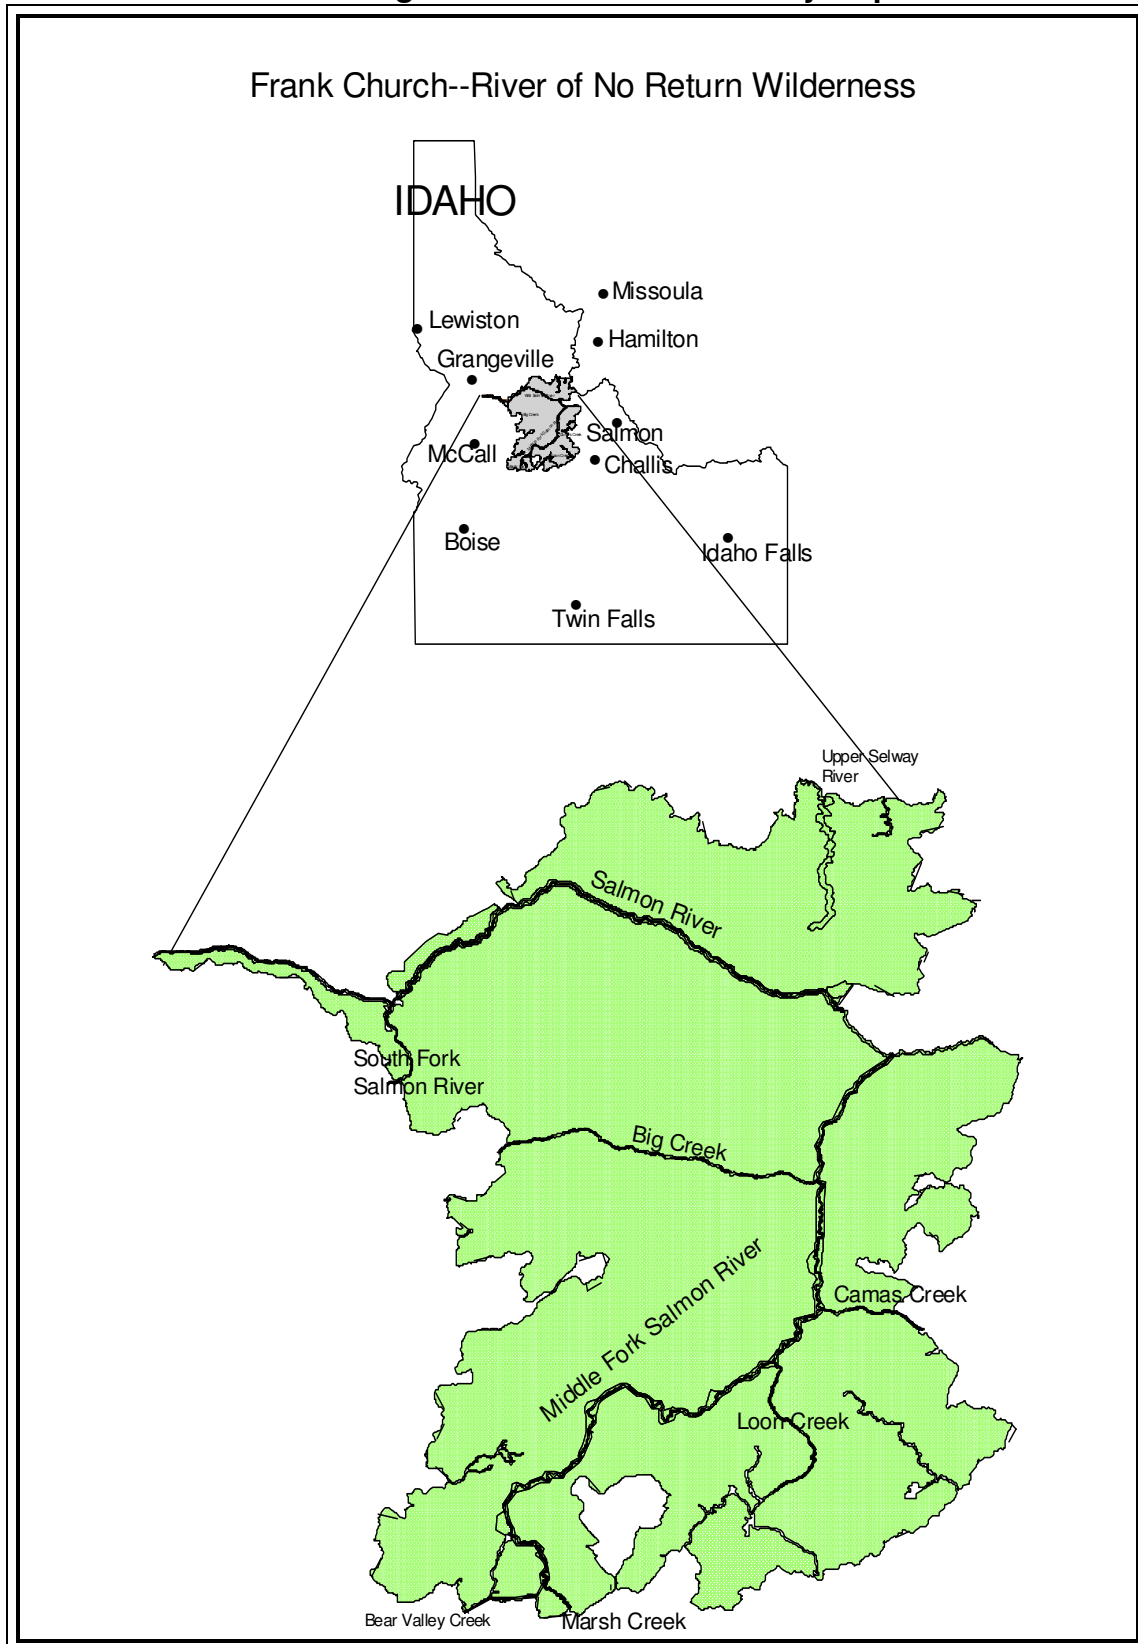 Frank Church--River of No Return Wilderness
IDAHO
Missoula
Lewiston
Hamilton
Grangeville
Salmon
McCall
Challis
Boise
Idaho Falls
Twin Falls
Upper Selway
River
Salmon River
South Fork
Salmon River
Big Creek
Middle Fork Salmon River
Camas Creek
Loon Creek
Bear Valley Creek
Marsh Creek